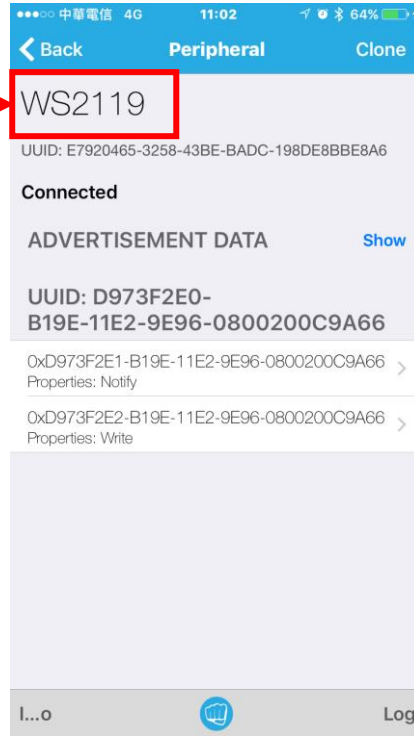 中華電信 4G 11:02 64%
Back Peripheral Clone
WS2119
UUID: E7920465-3258-43BE-BADC-198DE8BBE8A6
Connected
ADVERTISEMENT DATA Show
UUID: D973F2E0-
B19E-11E2-9E96-0800200C9A66
0xD973F2E1-B19E-11E2-9E96-0800200C9A66
Properties: Notify
0xD973F2E2-B19E-11E2-9E96-0800200C9A66
Properties: Write
I...o Log